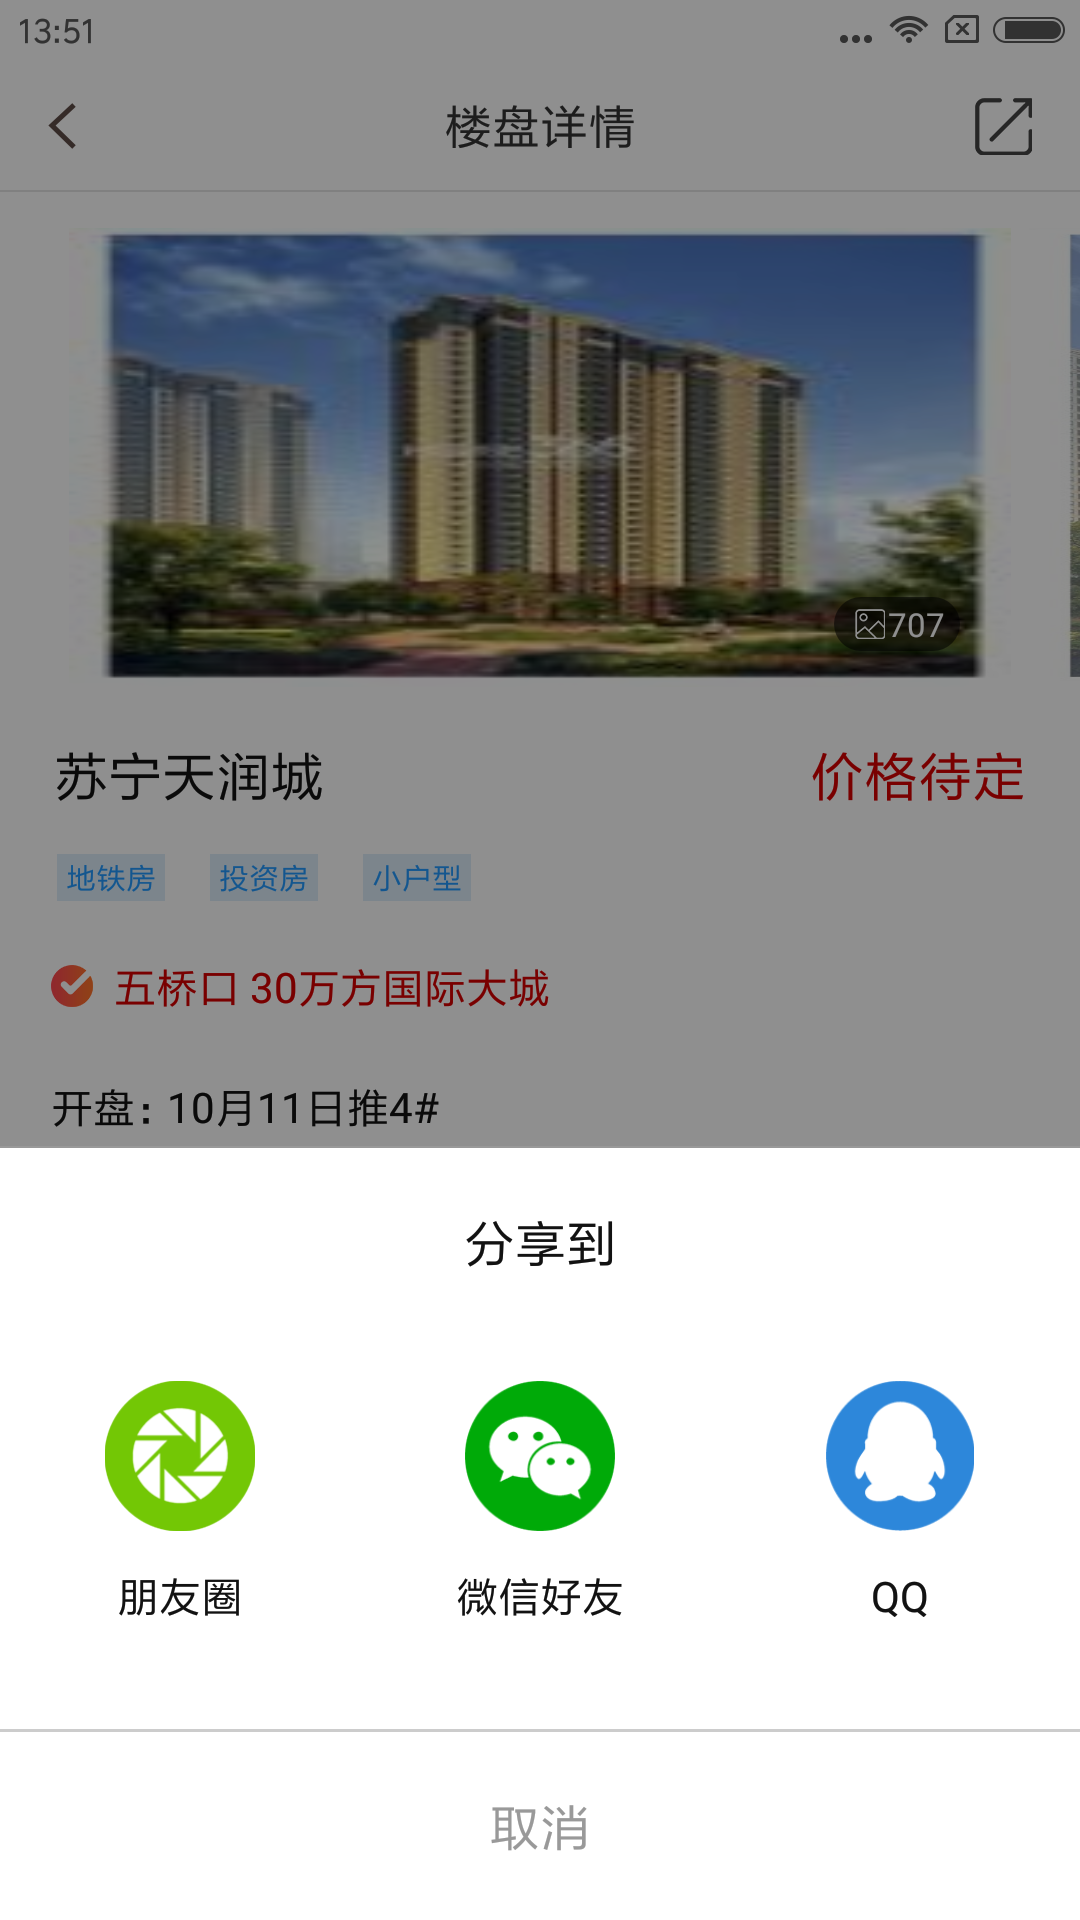 13:51
楼盘详情
707
苏宁天润城
价格待定
地铁房 投资房 小户型
五桥口 30万方国际大城
开盘：10月11日推4#
分享到
朋友圈 微信好友 QQ
取消